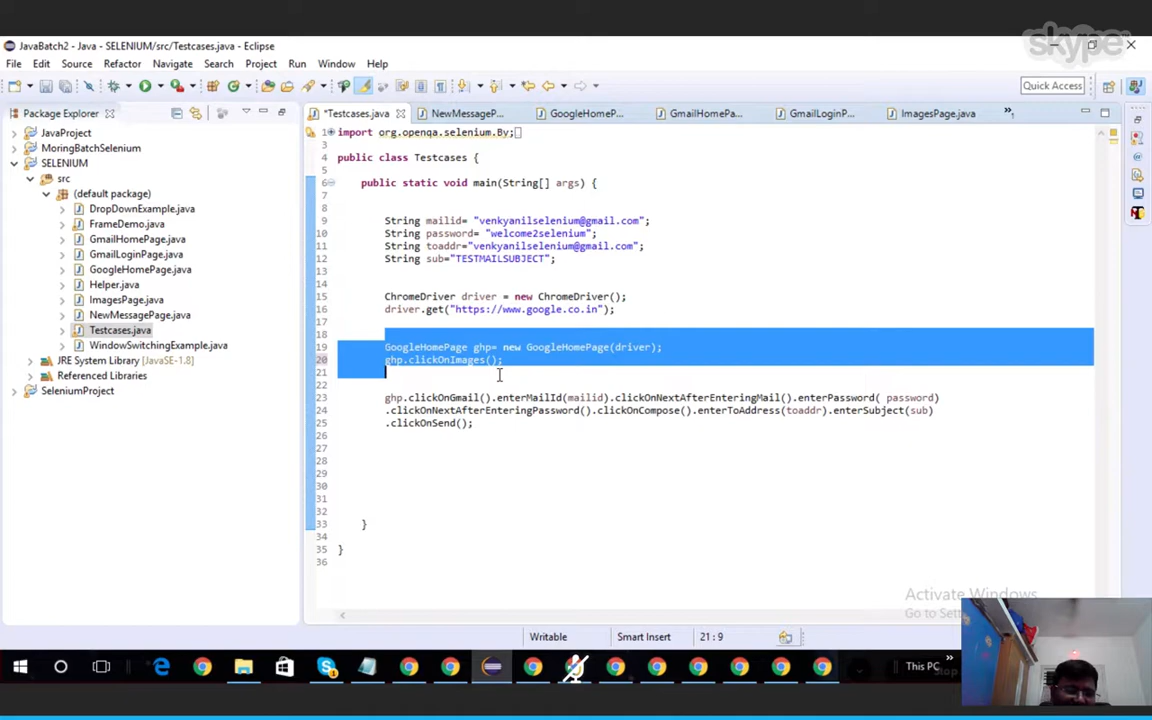 skype
JavaBatch2 - Java - SELENIUM/src/Testcases.java - Eclipse
File Edit Source Refactor Navigate Search Project Run Window Help
Quick Access
Package Explorer
*Testcases.java
NewMessageP...
GoogleHomeP...
GmailHomePa...
GmailLoginP...
ImagesPage.java
JavaProject
MoringBatchSelenium
SELENIUM
src
(default package)
DropDownExample.java
FrameDemo.java
GmailHomePage.java
GmailLoginPage.java
GoogleHomePage.java
Helper.java
ImagesPage.java
NewMessagePage.java
Testcases.java
WindowSwitchingExample.java
JRE System Library [JavaSE-1.8]
Referenced Libraries
SeleniumProject
1 import org.openqa.selenium.By;
3
4 public class Testcases {
5
6 public static void main(String[] args) {
7
8
9 String mailid= "venkyanilselenium@gmail.com";
10 String password= "welcome2selenium";
11 String toaddr="venkyanilselenium@gmail.com";
12 String sub="TESTMAILSUBJECT";
13
14
15 ChromeDriver driver = new ChromeDriver();
16 driver.get("https://www.google.co.in");
17
18
19 GoogleHomePage ghp= new GoogleHomePage(driver);
20 ghp.clickOnImages();
21
22
23 ghp.clickOnGmail().enterMailId(mailid).clickOnNextAfterEnteringMail().enterPassword( password)
24 .clickOnNextAfterEnteringPassword().clickOnCompose().enterToAddress(toaddr).enterSubject(sub)
25 .clickOnSend();
26
27
28
29
30
31
32
33 }
34
35 }
36
Activate Windows
Go to Set
Writable Smart Insert 21 : 9
This PC